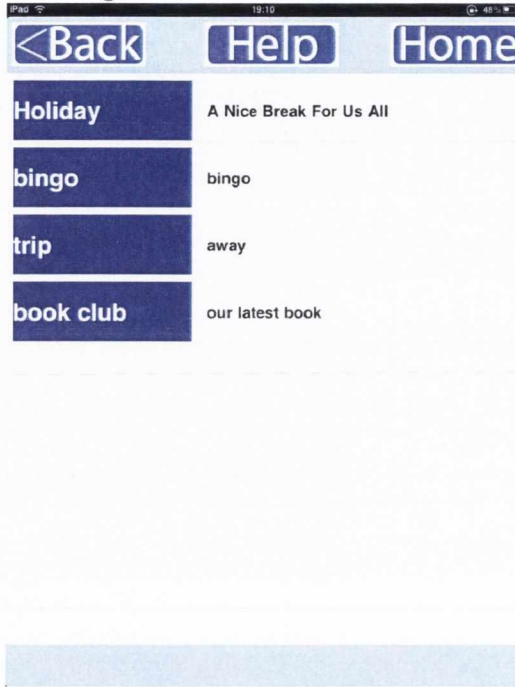 iPad 19:10 48%
<Back Help Home
Holiday A Nice Break For Us All
bingo bingo
trip away
book club our latest book